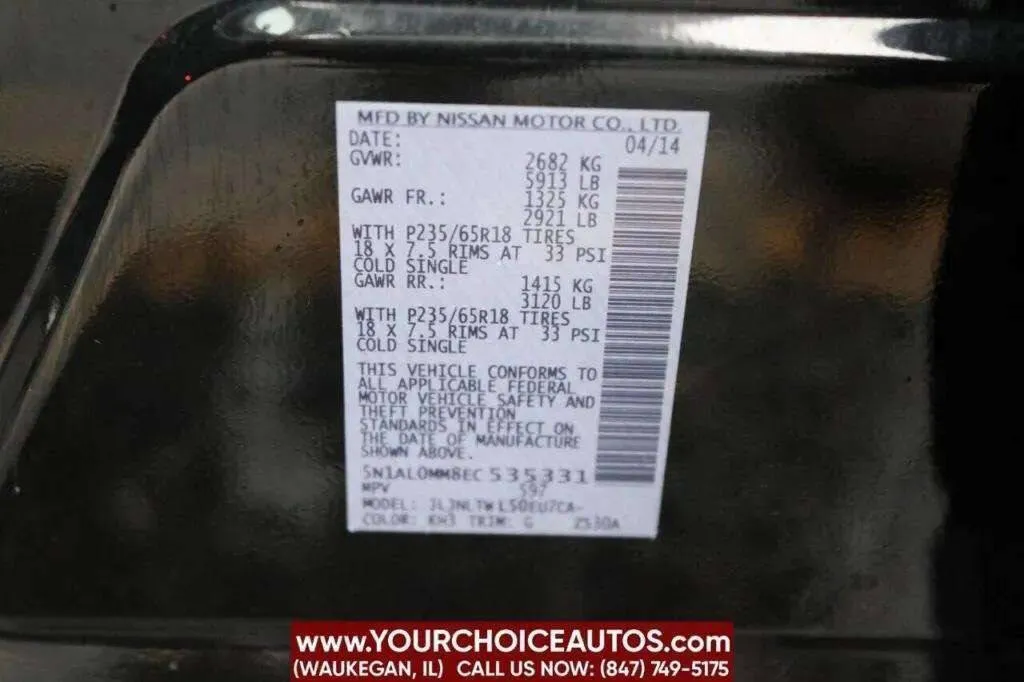 MFD BY NISSAN MOTOR CO., LTD.
DATE: 04/14
GVWR: 2682 KG
5913 LB
GAWR FR.: 1325 KG
2921 LB
WITH P235/65R18 TIRES
18 X 7.5 RIMS AT 33 PSI
COLD SINGLE
GAWR RR.: 1415 KG
3120 LB
WITH P235/65R18 TIRES
18 X 7.5 RIMS AT 33 PSI
COLD SINGLE
THIS VEHICLE CONFORMS TO
ALL APPLICABLE FEDERAL
MOTOR VEHICLE SAFETY AND
THEFT PREVENTION
STANDARDS IN EFFECT ON
THE DATE OF MANUFACTURE
SHOWN ABOVE.
5N1AL0MM8EC 535331
MPV 597
MODEL:
COLOR: KH3 TRIM: G
WWW.YOURCHOICEAUTOS.COM
(WAUKEGAN, IL) CALL US NOW: (847) 749-5175